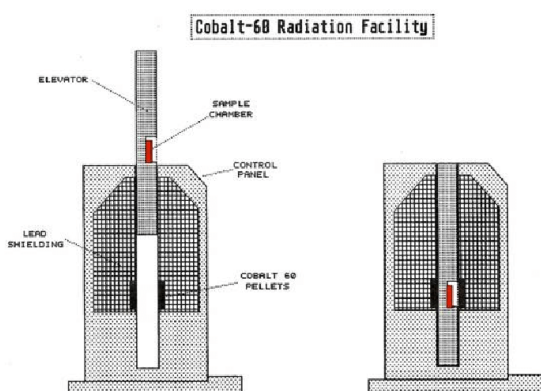 Cobalt-60 Radiation Facility
ELEVATOR
SAMPLE
CHAMBER
CONTROL
PANEL
LEAD
SHIELDING
COBALT 60
PELLETS